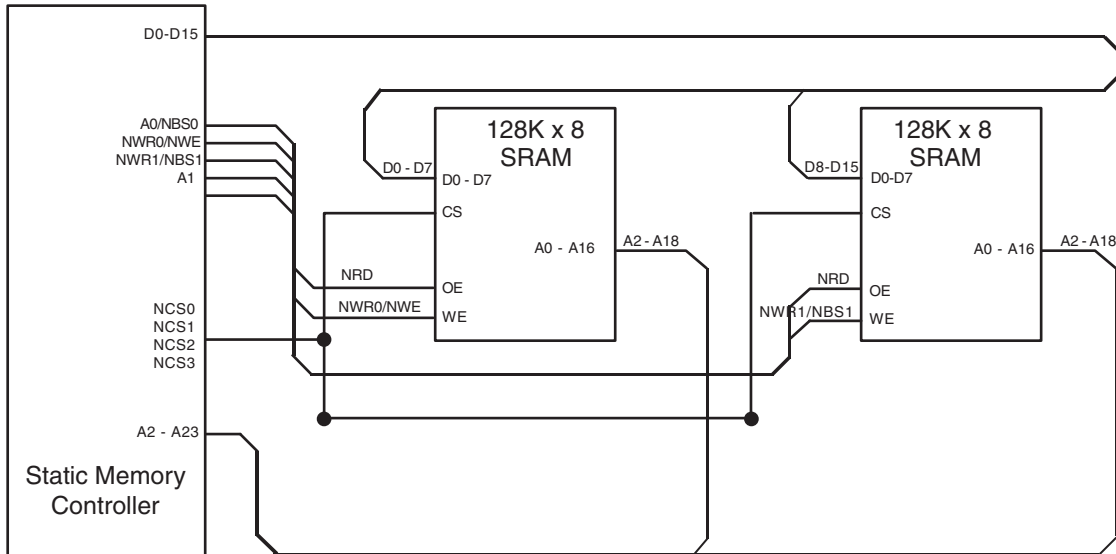 D0-D15
A0/NBS0
NWR0/NWE
NWR1/NBS1
A1
NCS0
NCS1
NCS2
NCS3
A2 - A23
Static Memory
Controller
128K x 8
SRAM
D0 - D7
D0 - D7
CS
A0 - A16
A2 - A18
NRD
OE
NWR0/NWE
WE
128K x 8
SRAM
D8-D15
D0-D7
CS
A0 - A16
A2 - A18
NRD
OE
NWR1/NBS1
WE